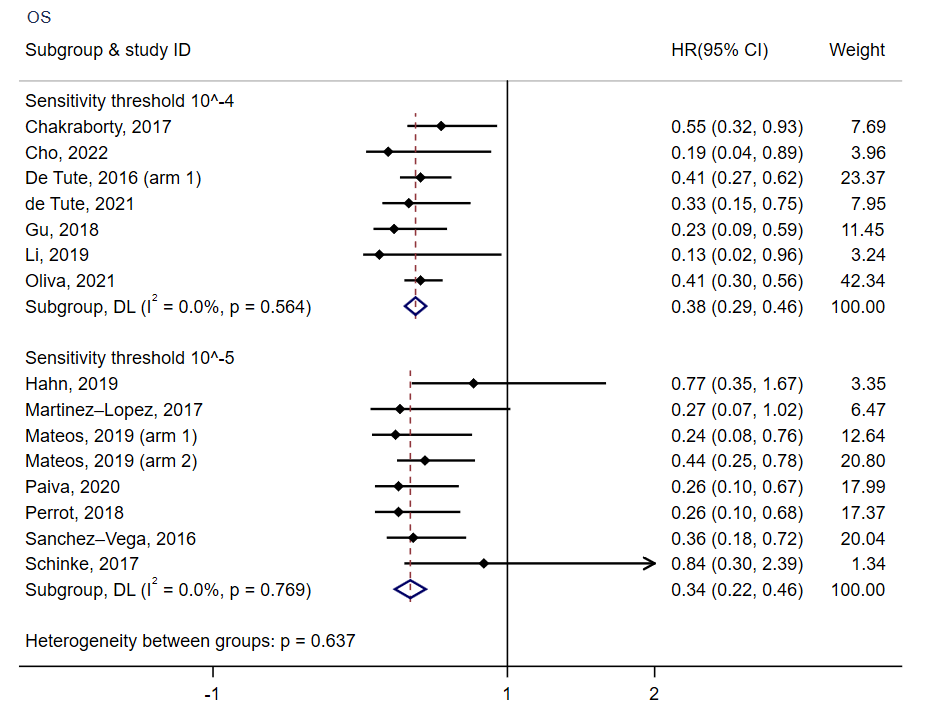 OS
Subgroup & study ID HR(95% CI) Weight
Sensitivity threshold 10^-4
Chakraborty, 2017 0.55 (0.32, 0.93) 7.69
Cho, 2022 0.19 (0.04, 0.89) 3.96
De Tute, 2016 (arm 1) 0.41 (0.27, 0.62) 23.37
de Tute, 2021 0.33 (0.15, 0.75) 7.95
Gu, 2018 0.23 (0.09, 0.59) 11.45
Li, 2019 0.13 (0.02, 0.96) 3.24
Oliva, 2021 0.41 (0.30, 0.56) 42.34
Subgroup, DL (I² = 0.0%, p = 0.564) 0.38 (0.29, 0.46) 100.00
Sensitivity threshold 10^-5
Hahn, 2019 0.77 (0.35, 1.67) 3.35
Martinez–Lopez, 2017 0.27 (0.07, 1.02) 6.47
Mateos, 2019 (arm 1) 0.24 (0.08, 0.76) 12.64
Mateos, 2019 (arm 2) 0.44 (0.25, 0.78) 20.80
Paiva, 2020 0.26 (0.10, 0.67) 17.99
Perrot, 2018 0.26 (0.10, 0.68) 17.37
Sanchez–Vega, 2016 0.36 (0.18, 0.72) 20.04
Schinke, 2017 0.84 (0.30, 2.39) 1.34
Subgroup, DL (I² = 0.0%, p = 0.769) 0.34 (0.22, 0.46) 100.00
Heterogeneity between groups: p = 0.637
-1 1 2